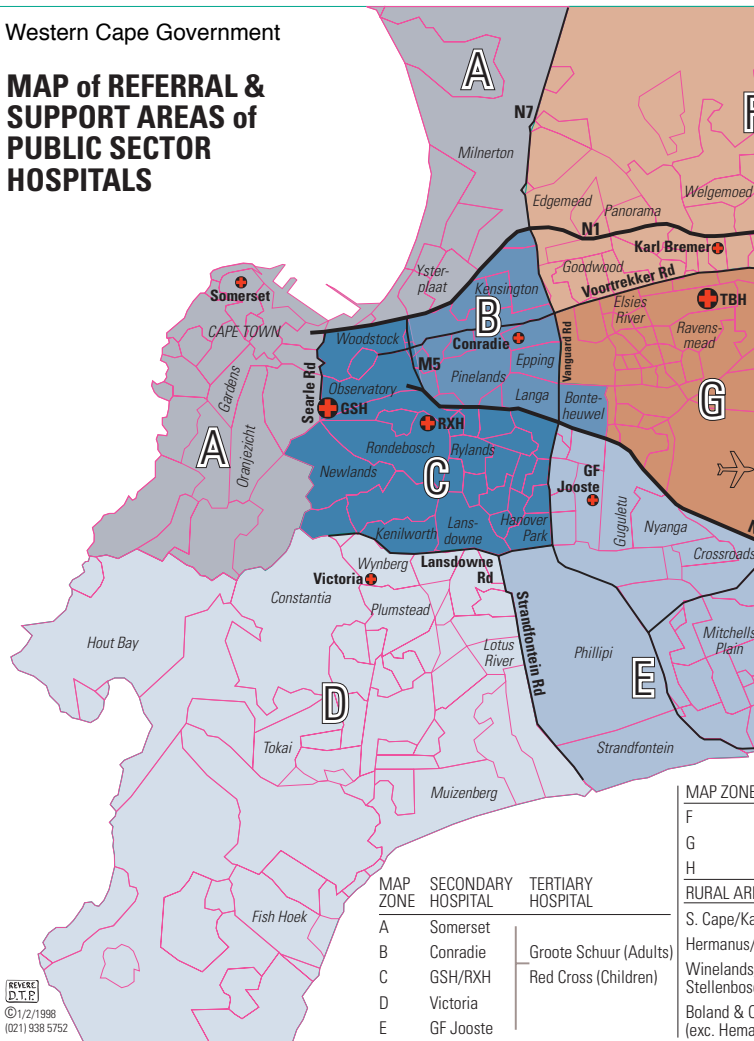 Western Cape Government
MAP of REFERRAL &
SUPPORT AREAS of
PUBLIC SECTOR
HOSPITALS
A
N7
Milnerton
F
Edgemead
Panorama
Welgemoed
N1
Karl Bremer
Goodwood
Voortrekker Rd
Yster-
plaat
Kensington
B
Somerset
CAPE TOWN
TBH
Elsies
River
Ravens-
mead
Woodstock
Conradie
M5
Epping
Pinelands
Langa
Vanguard Rd
Bonte-
heuwel
G
Searle Rd
Observatory
GSH
RXH
Gardens
Oranjezicht
A
Rondebosch
Rylands
Newlands
C
GF
Jooste
Guguletu
Nyanga
Crossroads
Kenilworth
Lans-
downe
Hanover
Park
Wynberg
Lansdowne
Rd
Victoria
Constantia
Plumstead
Strandfontein Rd
Hout Bay
Lotus
River
Phillipi
Mitchells
Plain
E
D
Tokai
Strandfontein
Muizenberg
Fish Hoek
MAP ZONE SECONDARY HOSPITAL TERTIARY HOSPITAL
A Somerset
B Conradie Groote Schuur (Adults)
C GSH/RXH Red Cross (Children)
D Victoria
E GF Jooste
MAP ZONE
F
G
H
RURAL ARE
S. Cape/Ka
Hermanus/
Winelands
Stellenbos
Boland & O
(exc. Hema
REVERE
D.T.P.
©1/2/1998
(021) 938 5752